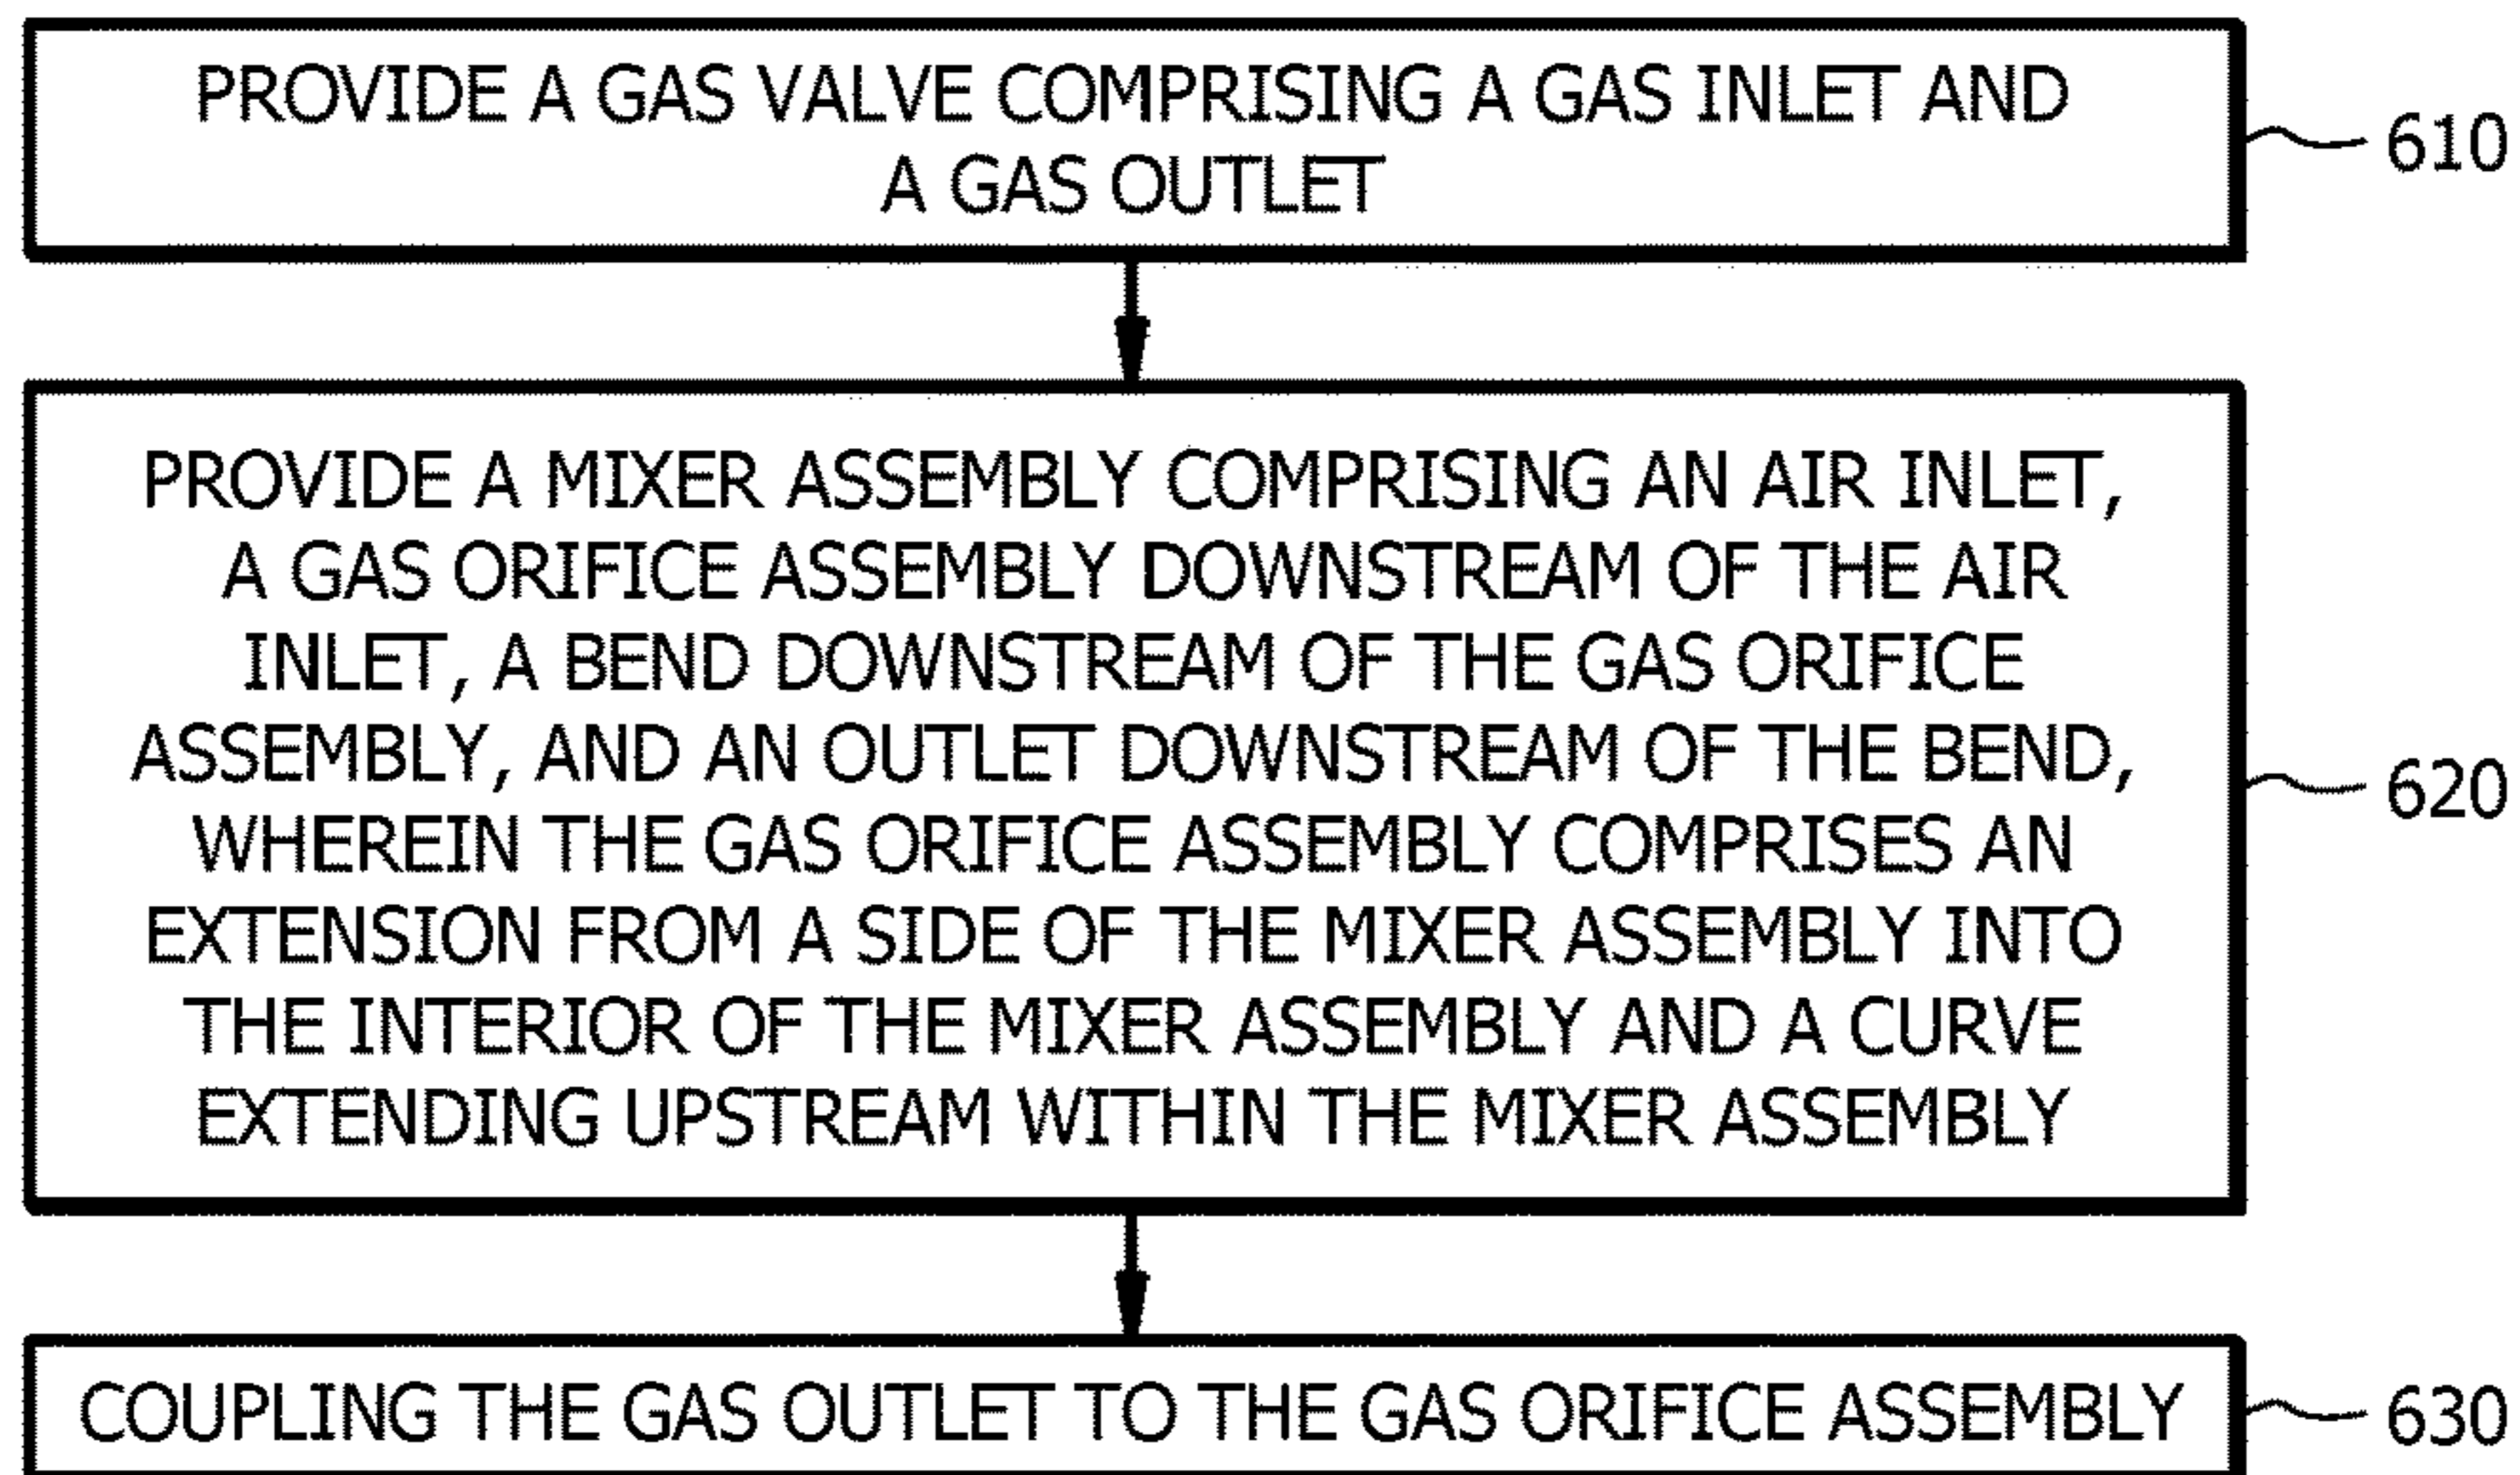 PROVIDE A GAS VALVE COMPRISING A GAS INLET AND
A GAS OUTLET
610
PROVIDE A MIXER ASSEMBLY COMPRISING AN AIR INLET,
A GAS ORIFICE ASSEMBLY DOWNSTREAM OF THE AIR
INLET, A BEND DOWNSTREAM OF THE GAS ORIFICE
ASSEMBLY, AND AN OUTLET DOWNSTREAM OF THE BEND,
WHEREIN THE GAS ORIFICE ASSEMBLY COMPRISES AN
EXTENSION FROM A SIDE OF THE MIXER ASSEMBLY INTO
THE INTERIOR OF THE MIXER ASSEMBLY AND A CURVE
EXTENDING UPSTREAM WITHIN THE MIXER ASSEMBLY
620
COUPLING THE GAS OUTLET TO THE GAS ORIFICE ASSEMBLY
630